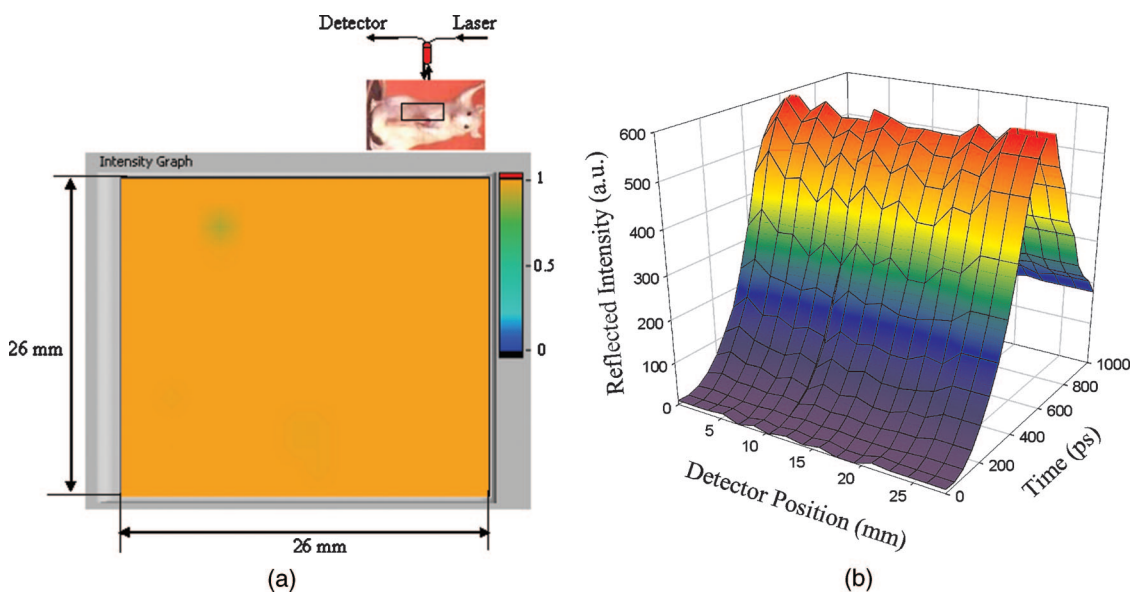 Detector Laser
Intensity Graph
1
0.5
0
26 mm
26 mm
(a)
600
500
400
300
200
100
0
Reflected Intensity (a.u.)
5
10
15
20
25
Detector Position (mm)
0
200
400
600
800
1000
Time (ps)
(b)